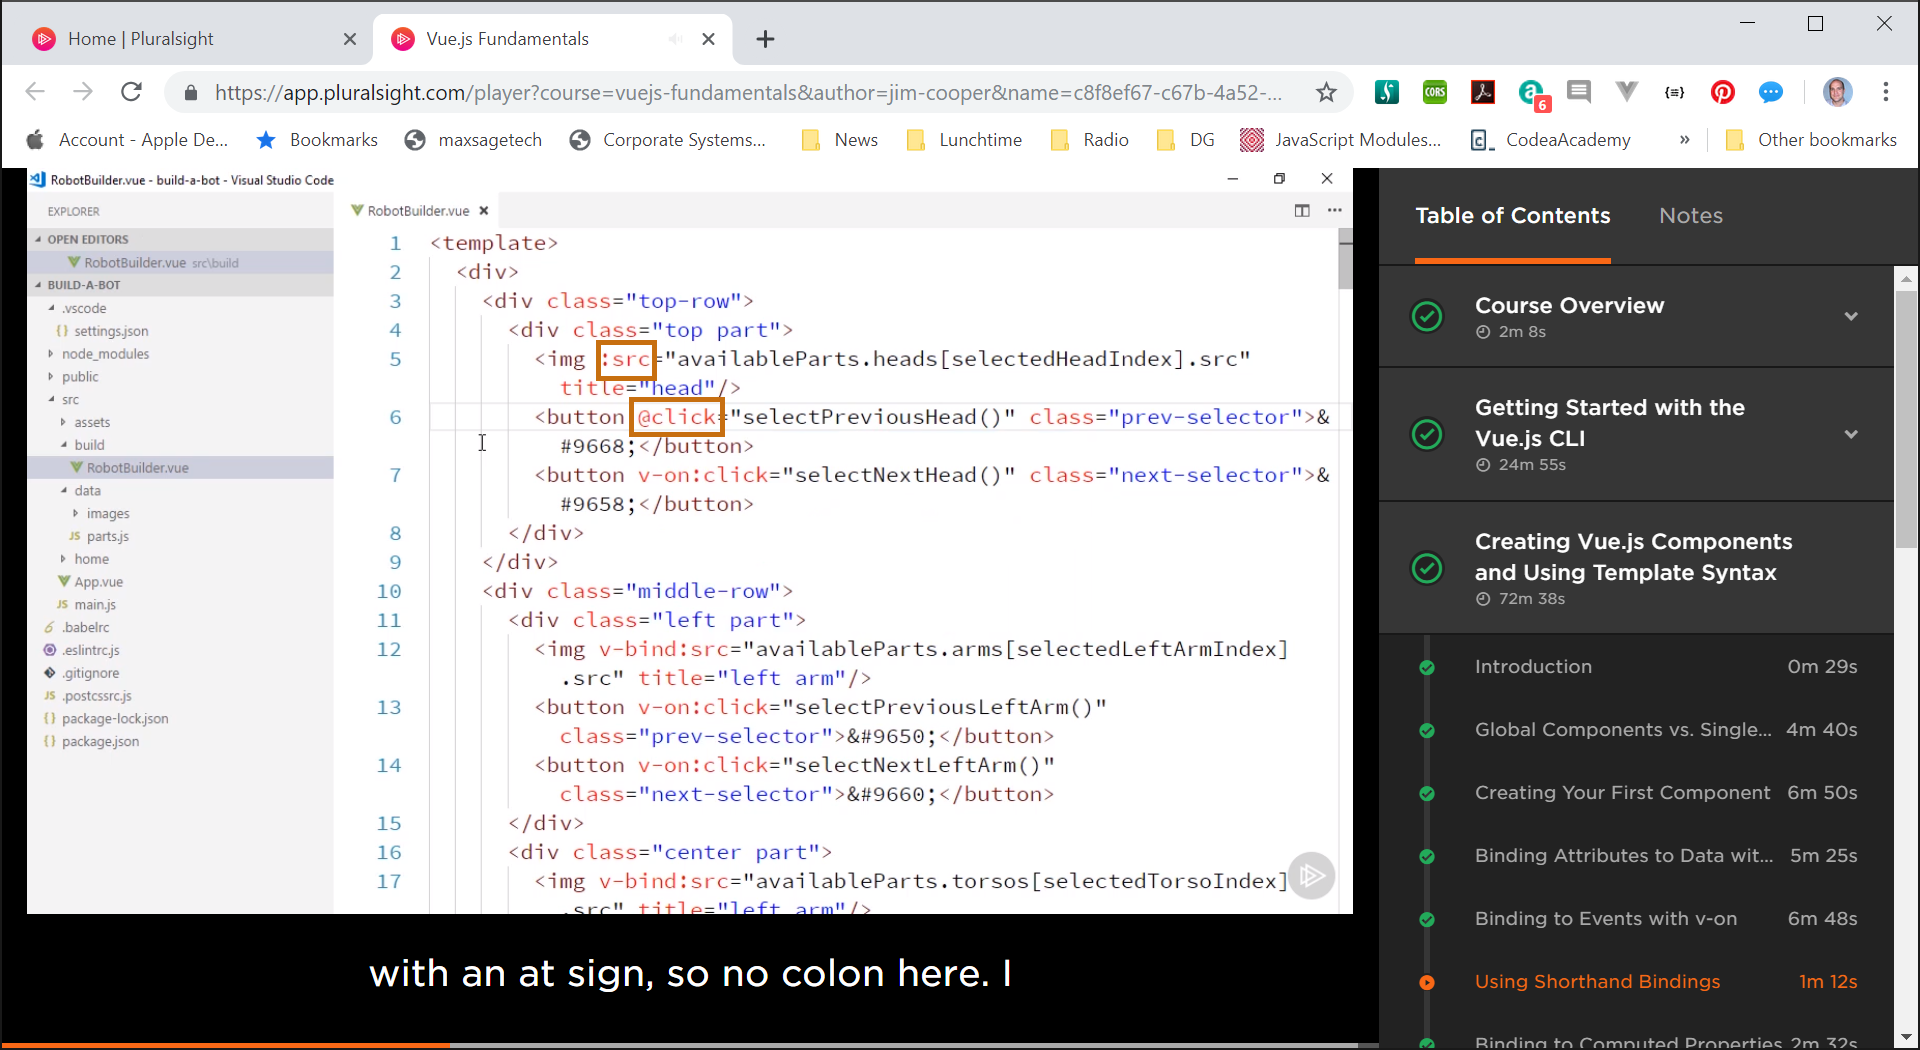 Home | Pluralsight
Vue.js Fundamentals
https://app.pluralsight.com/player?course=vuejs-fundamentals&author=jim-cooper&name=c8f8ef67-c67b-4a52-...
CORS
6
Account - Apple De...
Bookmarks
maxsagetech
Corporate Systems...
News
Lunchtime
Radio
DG
JavaScript Modules...
CodeaAcademy
»
Other bookmarks
RobotBuilder.vue - build-a-bot - Visual Studio Code
EXPLORER
OPEN EDITORS
RobotBuilder.vue src\build
BUILD-A-BOT
.vscode
{} settings.json
node_modules
public
src
assets
build
RobotBuilder.vue
data
images
JS parts.js
home
App.vue
JS main.js
.babelrc
.eslintrc.js
.gitignore
JS .postcssrc.js
{} package-lock.json
{} package.json
RobotBuilder.vue
1 <template>
2 <div>
3 <div class="top-row">
4 <div class="top part">
5 <img :src="availableParts.heads[selectedHeadIndex].src"
title="head"/>
6 <button @click="selectPreviousHead()" class="prev-selector">&
#9668;</button>
7 <button v-on:click="selectNextHead()" class="next-selector">&
#9658;</button>
8 </div>
9 </div>
10 <div class="middle-row">
11 <div class="left part">
12 <img v-bind:src="availableParts.arms[selectedLeftArmIndex]
.src" title="left arm"/>
13 <button v-on:click="selectPreviousLeftArm()"
class="prev-selector">&#9650;</button>
14 <button v-on:click="selectNextLeftArm()"
class="next-selector">&#9660;</button>
15 </div>
16 <div class="center part">
17 <img v-bind:src="availableParts.torsos[selectedTorsoIndex]
.src" title="left arm"/>
with an at sign, so no colon here. I
Table of Contents
Notes
Course Overview
2m 8s
Getting Started with the
Vue.js CLI
24m 55s
Creating Vue.js Components
and Using Template Syntax
72m 38s
Introduction 0m 29s
Global Components vs. Single... 4m 40s
Creating Your First Component 6m 50s
Binding Attributes to Data wit... 5m 25s
Binding to Events with v-on 6m 48s
Using Shorthand Bindings 1m 12s
Binding to Computed Properties 2m 32s